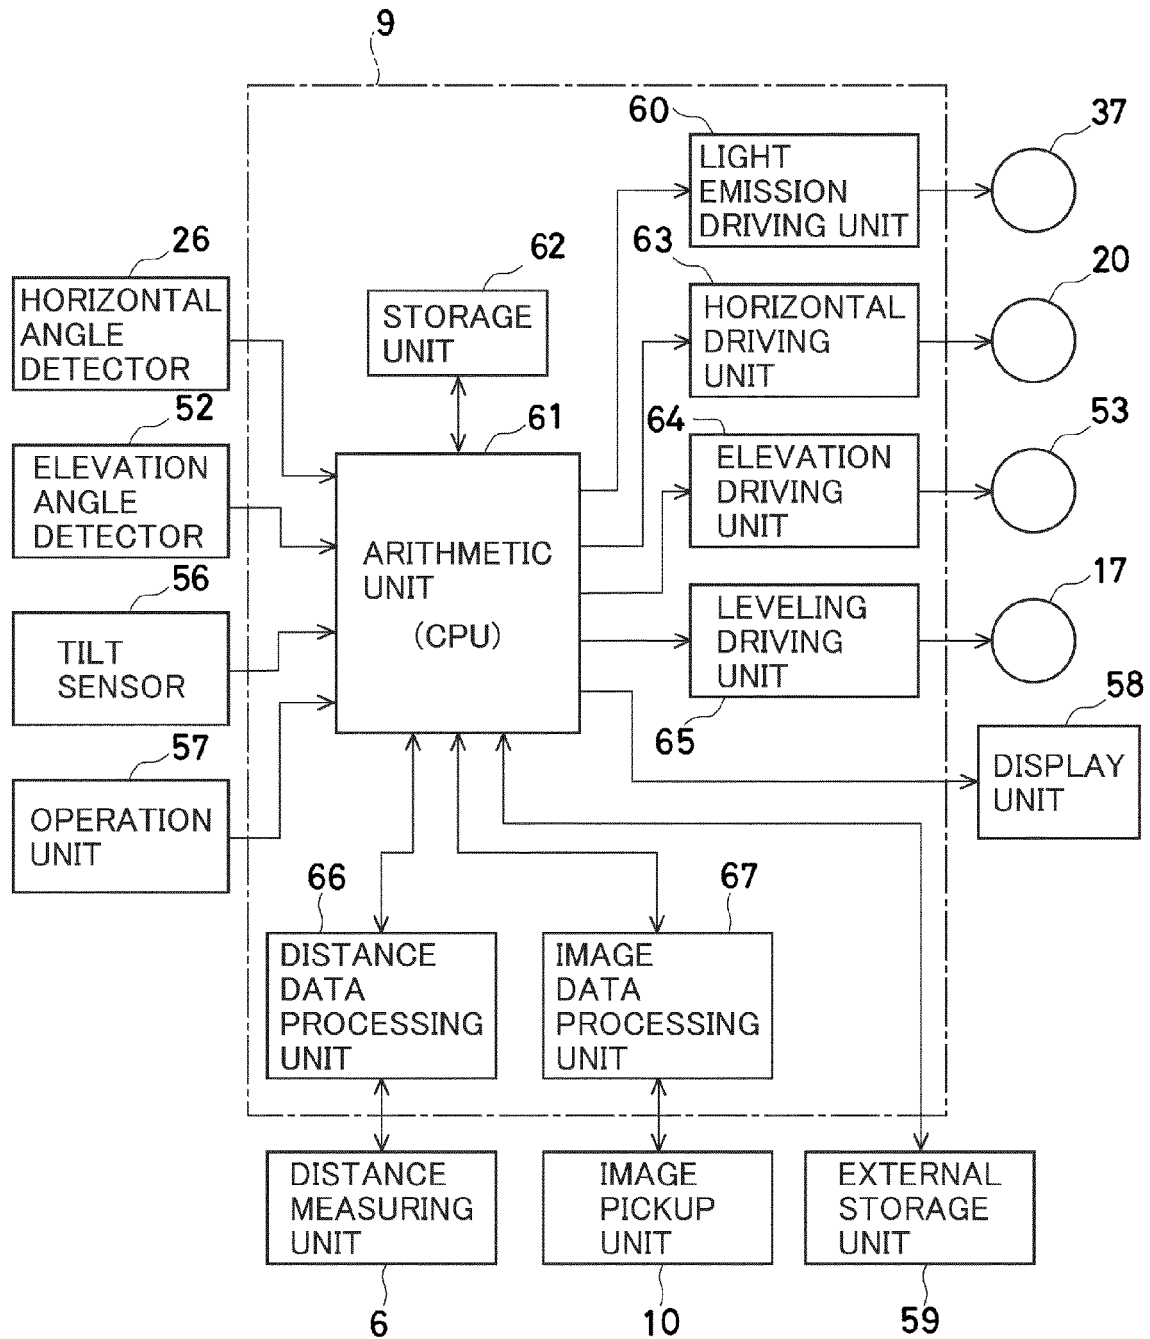 9
60
37
LIGHT
EMISSION
DRIVING UNIT
26
62
63
20
HORIZONTAL
ANGLE
DETECTOR
STORAGE
UNIT
HORIZONTAL
DRIVING
UNIT
52
61
64
53
ELEVATION
ANGLE
DETECTOR
ELEVATION
DRIVING
UNIT
ARITHMETIC
UNIT
(CPU)
56
17
TILT
SENSOR
LEVELING
DRIVING
UNIT
65
58
57
DISPLAY
UNIT
OPERATION
UNIT
66
67
DISTANCE
DATA
PROCESSING
UNIT
IMAGE
DATA
PROCESSING
UNIT
DISTANCE
MEASURING
UNIT
IMAGE
PICKUP
UNIT
EXTERNAL
STORAGE
UNIT
6
10
59